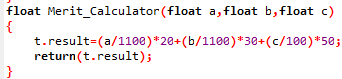 float Merit_Calculator(float a,float b,float c)
{
t.result=(a/1100)*20+(b/1100)*30+(c/100)*50;
return(t.result);
}